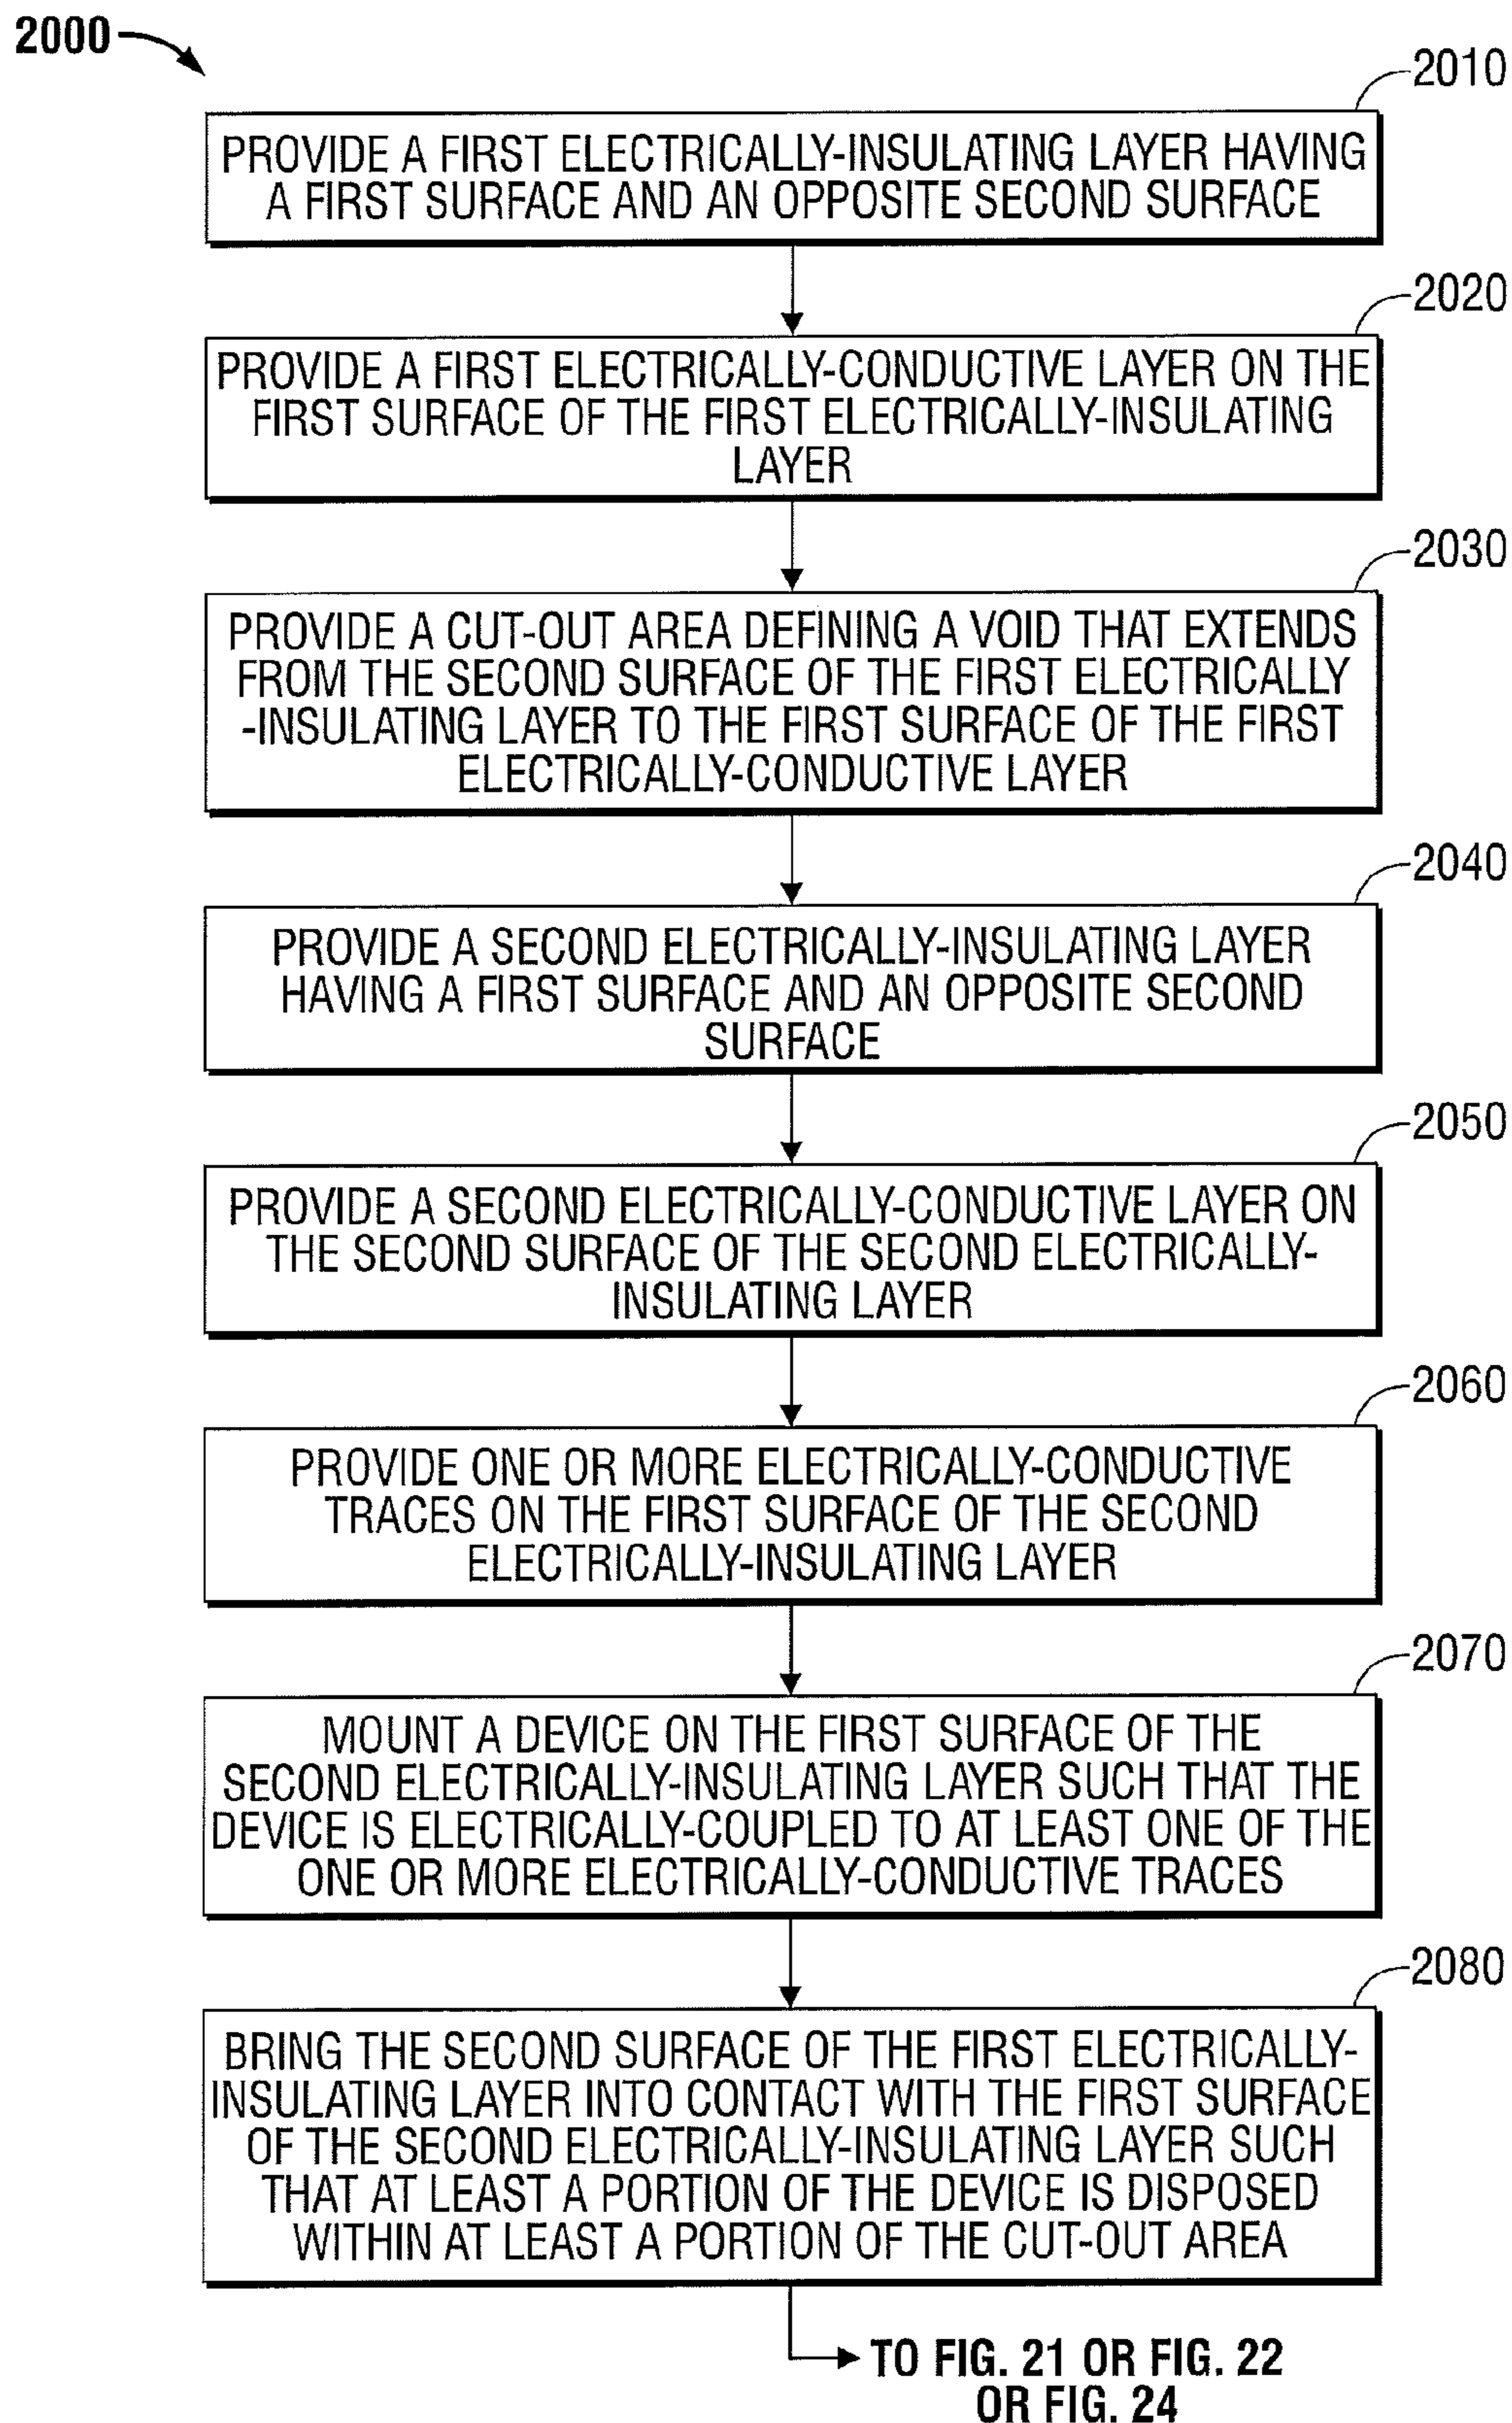 2000
2010
PROVIDE A FIRST ELECTRICALLY-INSULATING LAYER HAVING
A FIRST SURFACE AND AN OPPOSITE SECOND SURFACE
2020
PROVIDE A FIRST ELECTRICALLY-CONDUCTIVE LAYER ON THE
FIRST SURFACE OF THE FIRST ELECTRICALLY-INSULATING
LAYER
2030
PROVIDE A CUT-OUT AREA DEFINING A VOID THAT EXTENDS
FROM THE SECOND SURFACE OF THE FIRST ELECTRICALLY
-INSULATING LAYER TO THE FIRST SURFACE OF THE FIRST
ELECTRICALLY-CONDUCTIVE LAYER
2040
PROVIDE A SECOND ELECTRICALLY-INSULATING LAYER
HAVING A FIRST SURFACE AND AN OPPOSITE SECOND
SURFACE
2050
PROVIDE A SECOND ELECTRICALLY-CONDUCTIVE LAYER ON
THE SECOND SURFACE OF THE SECOND ELECTRICALLY-
INSULATING LAYER
2060
PROVIDE ONE OR MORE ELECTRICALLY-CONDUCTIVE
TRACES ON THE FIRST SURFACE OF THE SECOND
ELECTRICALLY-INSULATING LAYER
2070
MOUNT A DEVICE ON THE FIRST SURFACE OF THE
SECOND ELECTRICALLY-INSULATING LAYER SUCH THAT THE
DEVICE IS ELECTRICALLY-COUPLED TO AT LEAST ONE OF THE
ONE OR MORE ELECTRICALLY-CONDUCTIVE TRACES
2080
BRING THE SECOND SURFACE OF THE FIRST ELECTRICALLY-
INSULATING LAYER INTO CONTACT WITH THE FIRST SURFACE
OF THE SECOND ELECTRICALLY-INSULATING LAYER SUCH
THAT AT LEAST A PORTION OF THE DEVICE IS DISPOSED
WITHIN AT LEAST A PORTION OF THE CUT-OUT AREA
TO FIG. 21 OR FIG. 22
OR FIG. 24